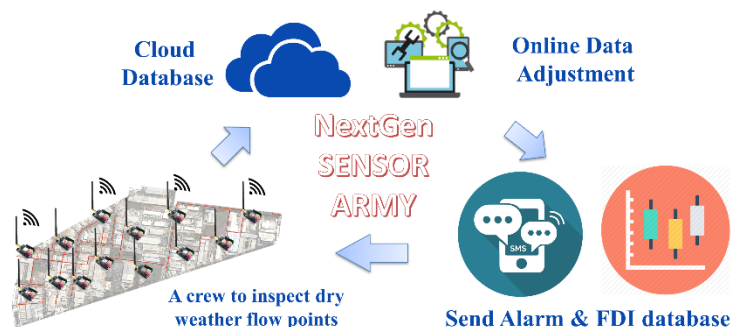 Cloud
Database
Online Data
Adjustment
NextGen
SENSOR
ARMY
SMS
A crew to inspect dry
weather flow points
Send Alarm & FDI database